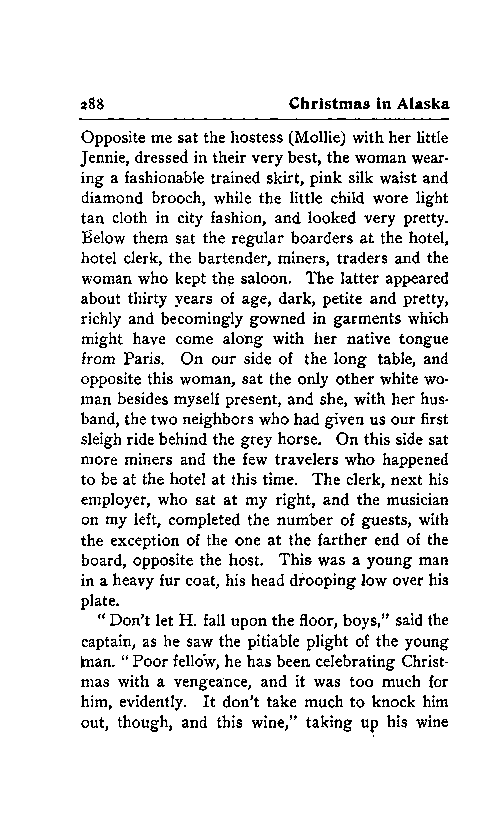 288 Christmas in Alaska
Opposite me sat the hostess (Mollie) with her little
Jennie, dressed in their very best, the woman wear-
ing a fashionable trained skirt, pink silk waist and
diamond brooch, while the little child wore light
tan cloth in city fashion, and looked very pretty.
Below them sat the regular boarders at the hotel,
hotel clerk, the bartender, miners, traders and the
woman who kept the saloon. The latter appeared
about thirty years of age, dark, petite and pretty,
richly and becomingly gowned in garments which
might have come along with her native tongue
from Paris. On our side of the long table, and
opposite this woman, sat the only other white wo-
man besides myself present, and she, with her hus-
band, the two neighbors who had given us our first
sleigh ride behind the grey horse. On this side sat
more miners and the few travelers who happened
to be at the hotel at this time. The clerk, next his
employer, who sat at my right, and the musician
on my left, completed the number of guests, with
the exception of the one at the farther end of the
board, opposite the host. This was a young man
in a heavy fur coat, his head drooping low over his
plate.
"Don't let H. fall upon the floor, boys," said the
captain, as he saw the pitiable plight of the young
man. "Poor fellow, he has been celebrating Christ-
mas with a vengeance, and it was too much for
him, evidently. It don't take much to knock him
out, though, and this wine," taking up his wine